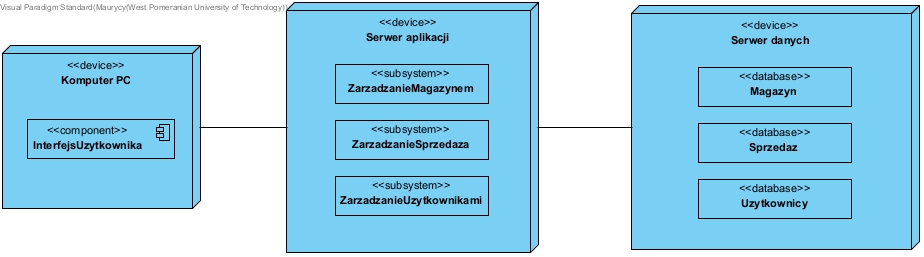 Visual Paradigm Standard(Maurycy(West Pomeranian University of Technology))
<<device>>
Komputer PC
<<component>>
InterfejsUzytkownika
<<device>>
Serwer aplikacji
<<subsystem>>
ZarzadzanieMagazynem
<<subsystem>>
ZarzadzanieSprzedaza
<<subsystem>>
ZarzadzanieUzytkownikami
<<device>>
Serwer danych
<<database>>
Magazyn
<<database>>
Sprzedaz
<<database>>
Uzytkownicy